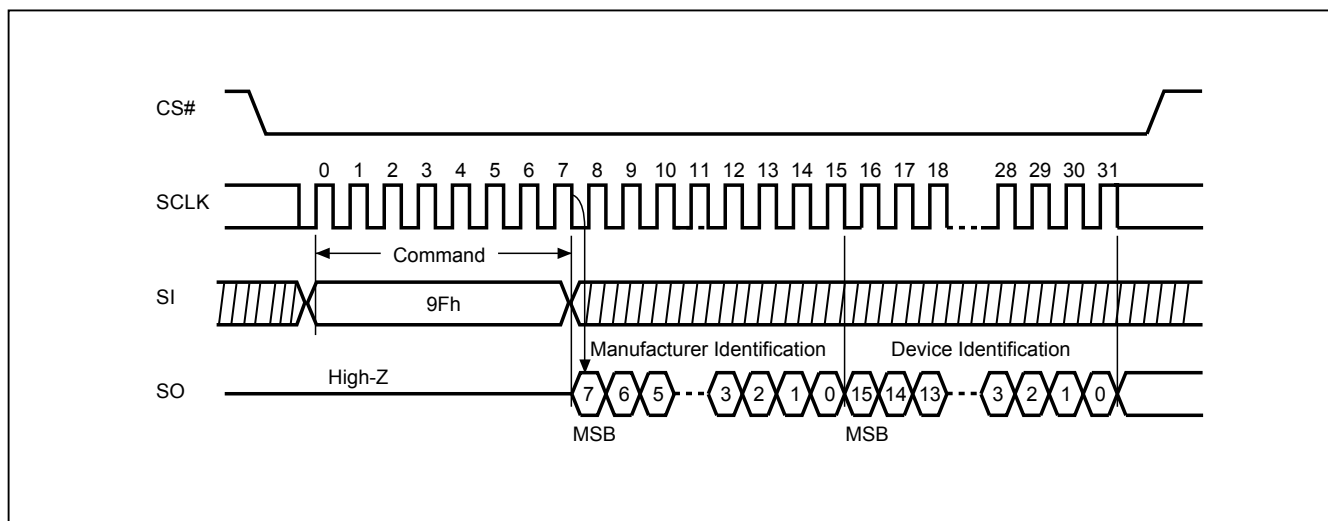 CS#
0 1 2 3 4 5 6 7 8 9 10 11 12 13 14 15 16 17 18 28 29 30 31
SCLK
Command
SI
9Fh
Manufacturer Identification Device Identification
High-Z
SO
7 6 5 3 2 1 0 15 14 13 3 2 1 0
MSB MSB